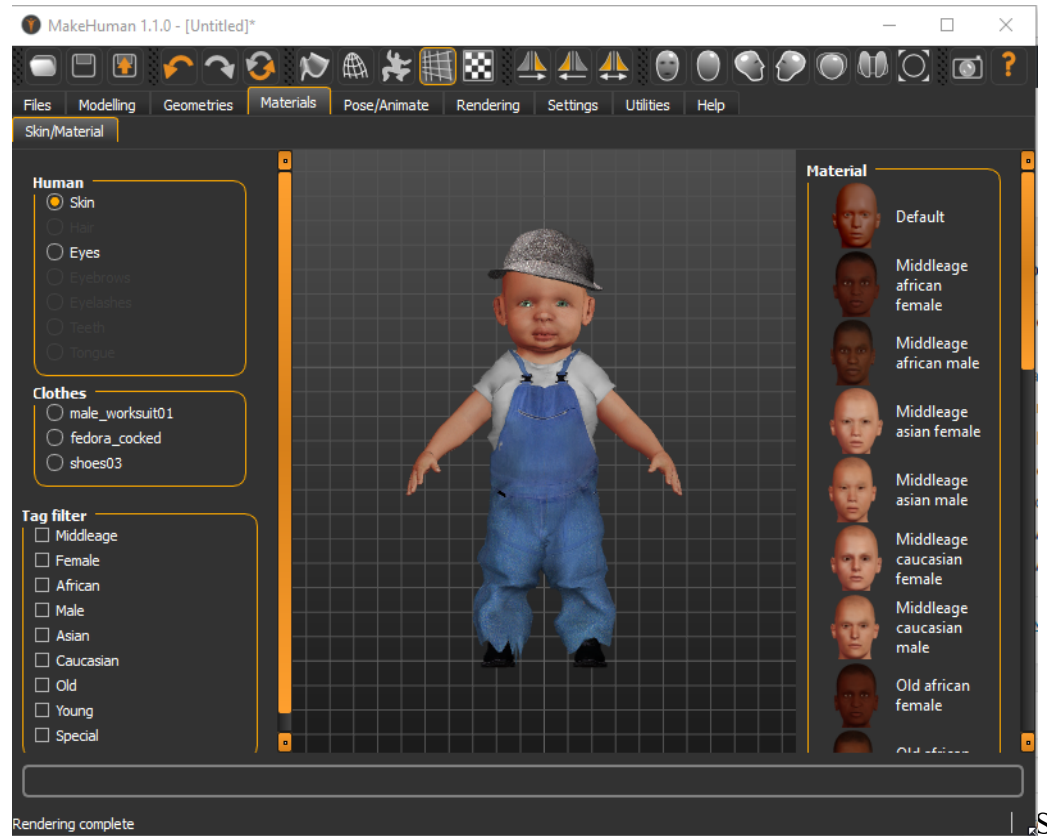 MakeHuman 1.1.0 - [Untitled]*
Files Modelling Geometries Materials Pose/Animate Rendering Settings Utilities Help
Skin/Material
Human
Skin
Hair
Eyes
Eyebrows
Eyelashes
Teeth
Tongue
Clothes
male_worksuit01
fedora_cocked
shoes03
Tag filter
Middleage
Female
African
Male
Asian
Caucasian
Old
Young
Special
Material
Default
Middleage
african
female
Middleage
african male
Middleage
asian female
Middleage
asian male
Middleage
caucasian
female
Middleage
caucasian
male
Old african
female
Old african
Rendering complete
s